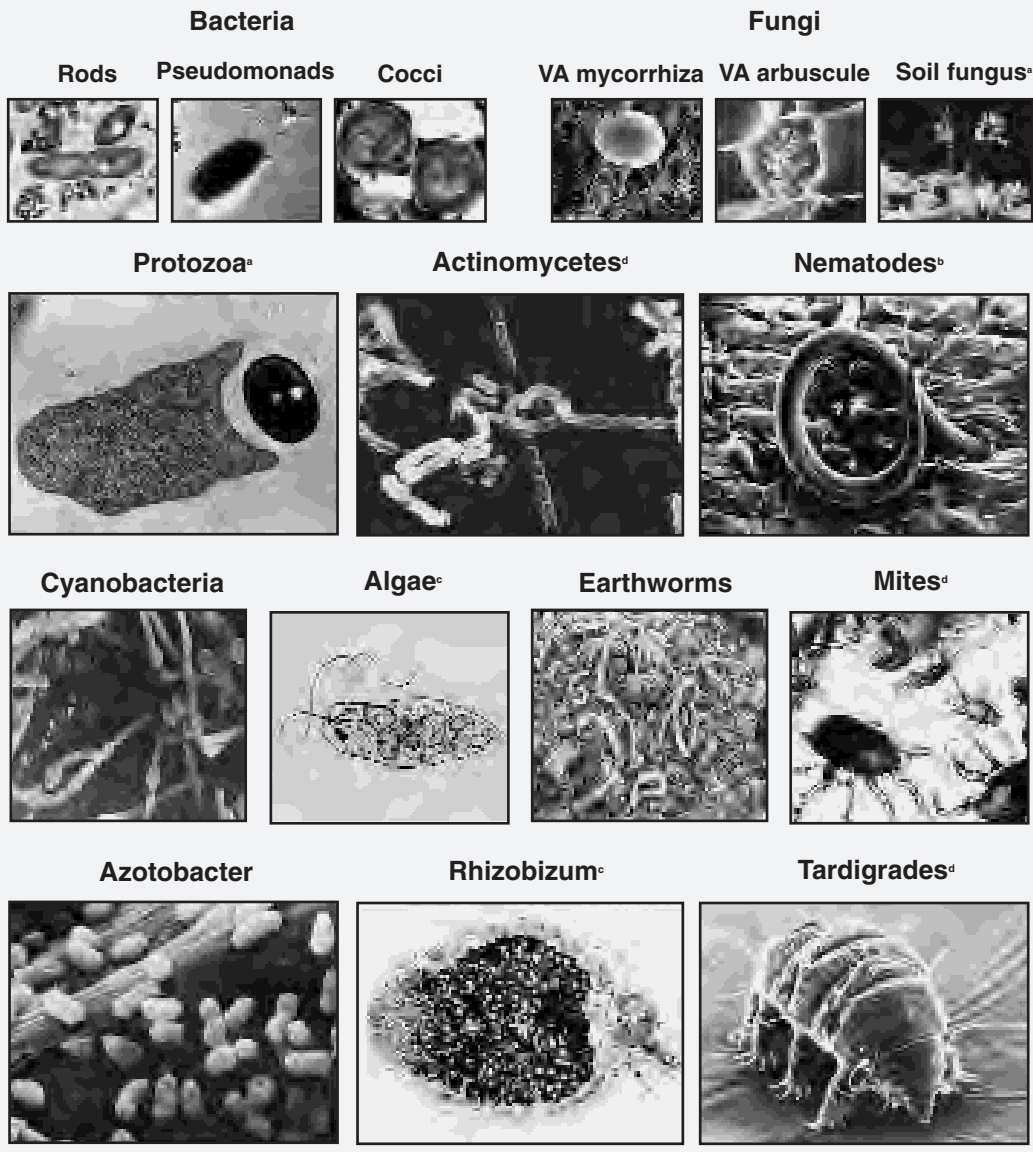 Bacteria Fungi
Rods Pseudomonads Cocci VA mycorrhiza VA arbuscule Soil fungusᵃ
Protozoaᵃ Actinomycetesᵈ Nematodesᵇ
Cyanobacteria Algaeᶜ Earthworms Mitesᵈ
Azotobacter Rhizobizumᶜ Tardigradesᵈ